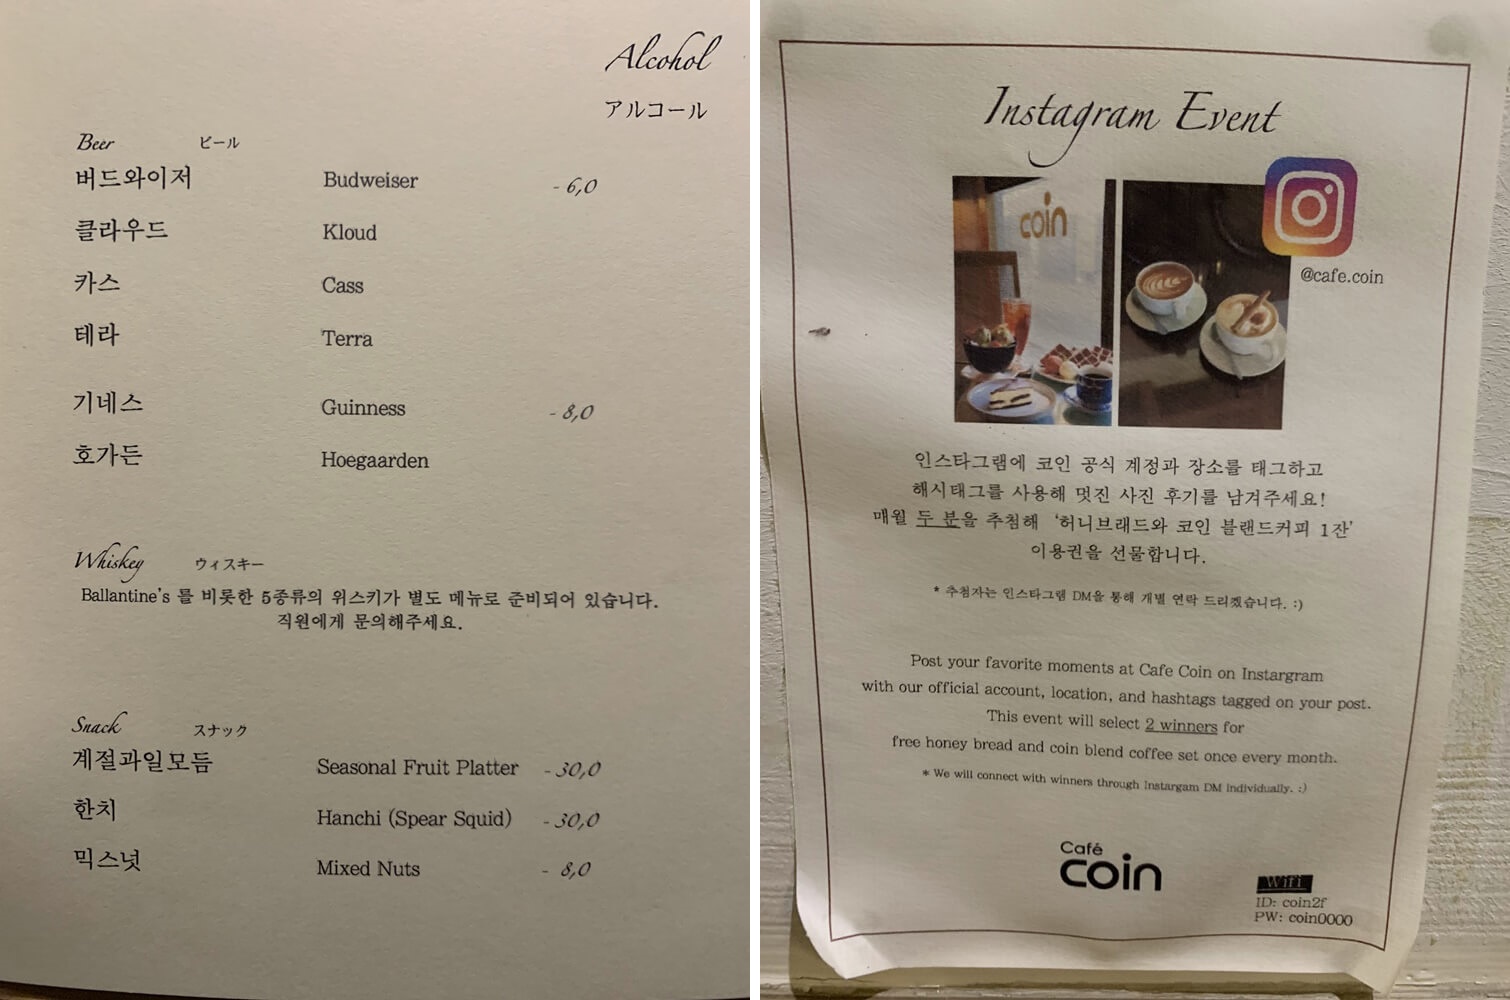 Alcohol
アルコール
Beer ビール
버드와이저 Budweiser - 6,0
클라우드 Kloud
카스 Cass
테라 Terra
기네스 Guinness - 8,0
호가든 Hoegaarden
Whiskey ウィスキー
Ballantine's 를 비롯한 5종류의 위스키가 별도 메뉴로 준비되어 있습니다.
직원에게 문의해주세요.
Snack スナック
계절과일모듬 Seasonal Fruit Platter - 30,0
한치 Hanchi (Spear Squid) - 30,0
믹스넛 Mixed Nuts - 8,0
Instagram Event
coin
@cafe.coin
인스타그램에 코인 공식 계정과 장소를 태그하고
해시태그를 사용해 멋진 사진 후기를 남겨주세요!
매월 두 분을 추첨해 '허니브래드와 코인 블랜드커피 1잔'
이용권을 선물합니다.
* 추첨자는 인스타그램 DM을 통해 개별 연락 드리겠습니다. :)
Post your favorite moments at Cafe Coin on Instargram
with our official account, location, and hashtags tagged on your post.
This event will select 2 winners for
free honey bread and coin blend coffee set once every month.
* We will connect with winners through Instargam DM individually. :)
Café
coin
Wifi
ID: coin2f
PW: coin0000